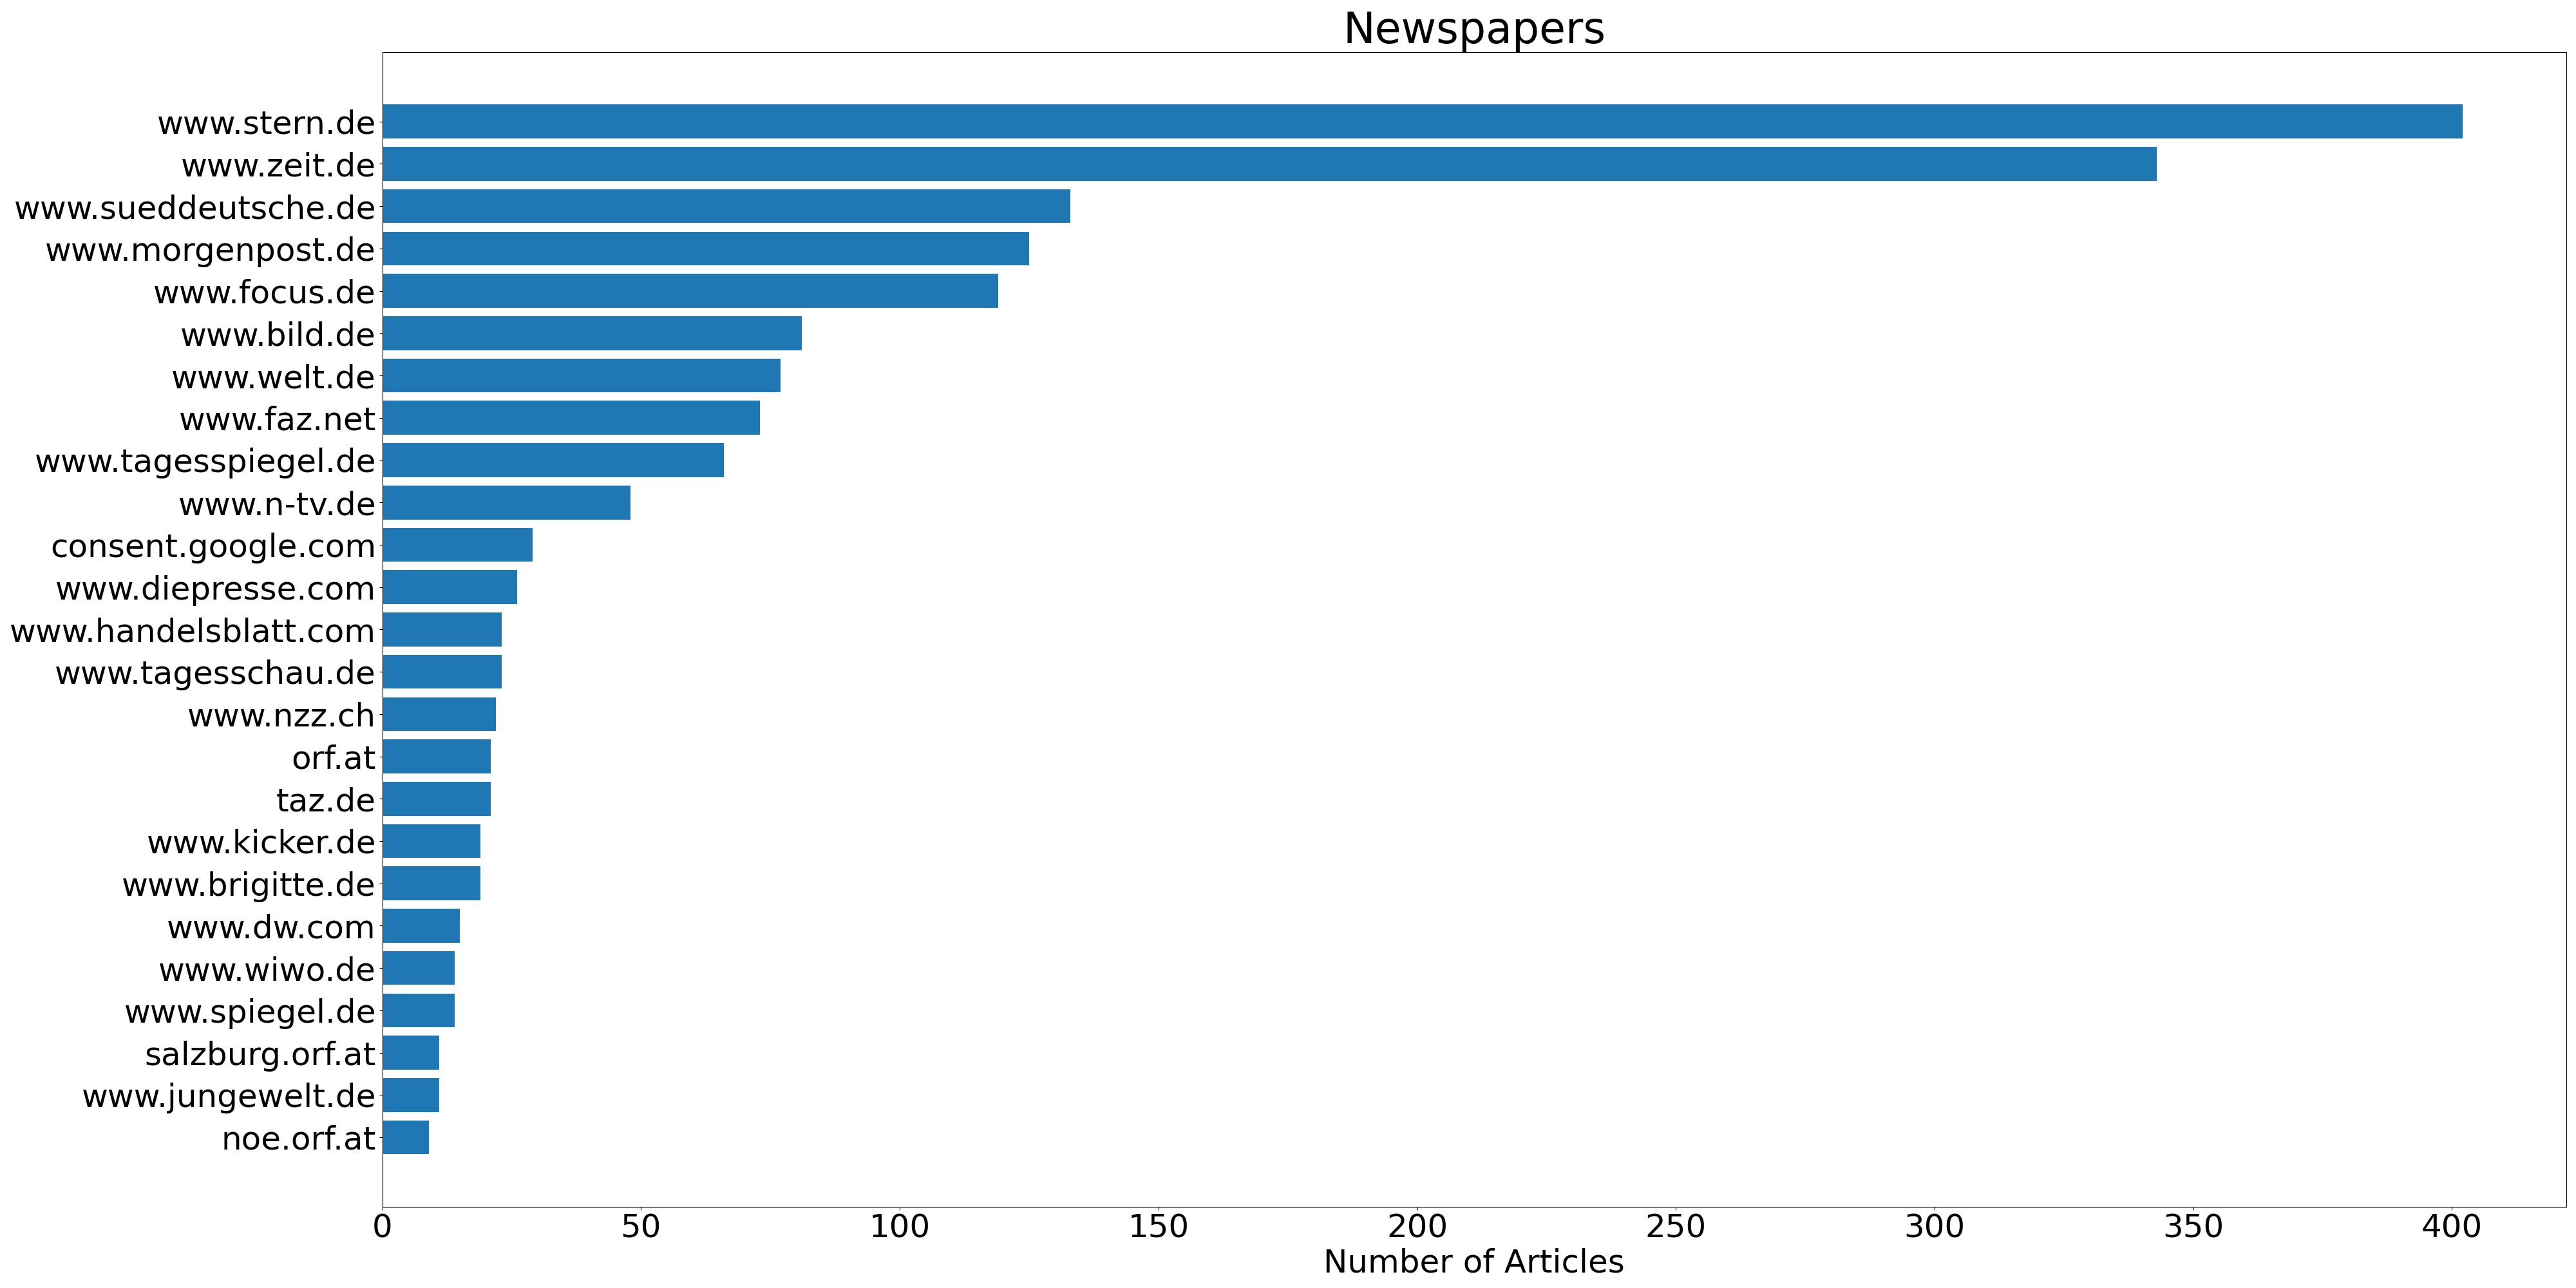 Newspapers
www.stern.de
www.zeit.de
www.sueddeutsche.de
www.morgenpost.de
www.focus.de
www.bild.de
www.welt.de
www.faz.net
www.tagesspiegel.de
www.n-tv.de
consent.google.com
www.diepresse.com
www.handelsblatt.com
www.tagesschau.de
www.nzz.ch
orf.at
taz.de
www.kicker.de
www.brigitte.de
www.dw.com
www.wiwo.de
www.spiegel.de
salzburg.orf.at
www.jungewelt.de
noe.orf.at
0 50 100 150 200 250 300 350 400
Number of Articles